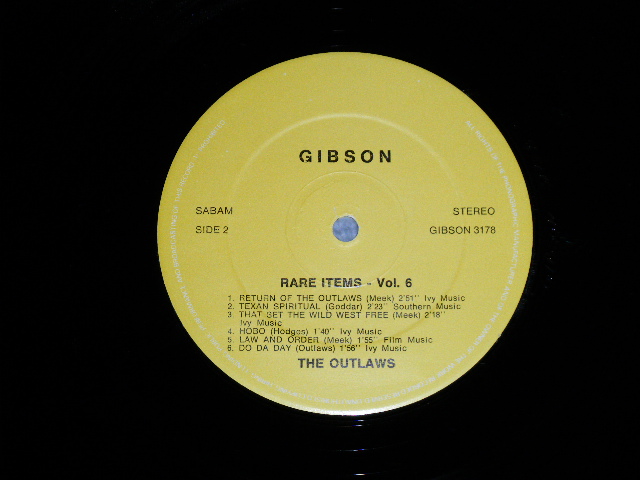 GIBSON
SABAM
STEREO
SIDE 2
GIBSON 3178
RARE ITEMS - Vol. 6
1. RETURN OF THE OUTLAWS (Meek) 2'51'' Ivy Music
2. TEXAN SPIRITUAL (Goddar) 2'23'' Southern Music
3. THAT SET THE WILD WEST FREE (Meek) 2'18''
Ivy Music
4. HOBO (Hodges) 1'40'' Ivy Music
5. LAW AND ORDER (Meek) 1'55'' Film Music
6. DO DA DAY (Outlaws) 1'56'' Ivy Music
THE OUTLAWS